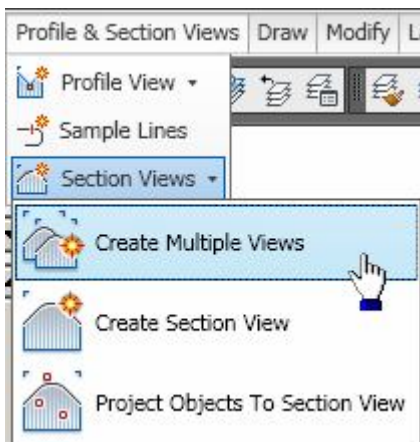 Profile & Section Views Draw Modify L
Profile View
Sample Lines
Section Views
Create Multiple Views
Create Section View
Project Objects To Section View